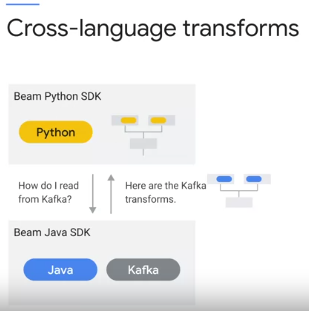 Cross-language transforms
Beam Python SDK
Python
How do I read
from Kafka?
Here are the Kafka
transforms.
Beam Java SDK
Java
Kafka